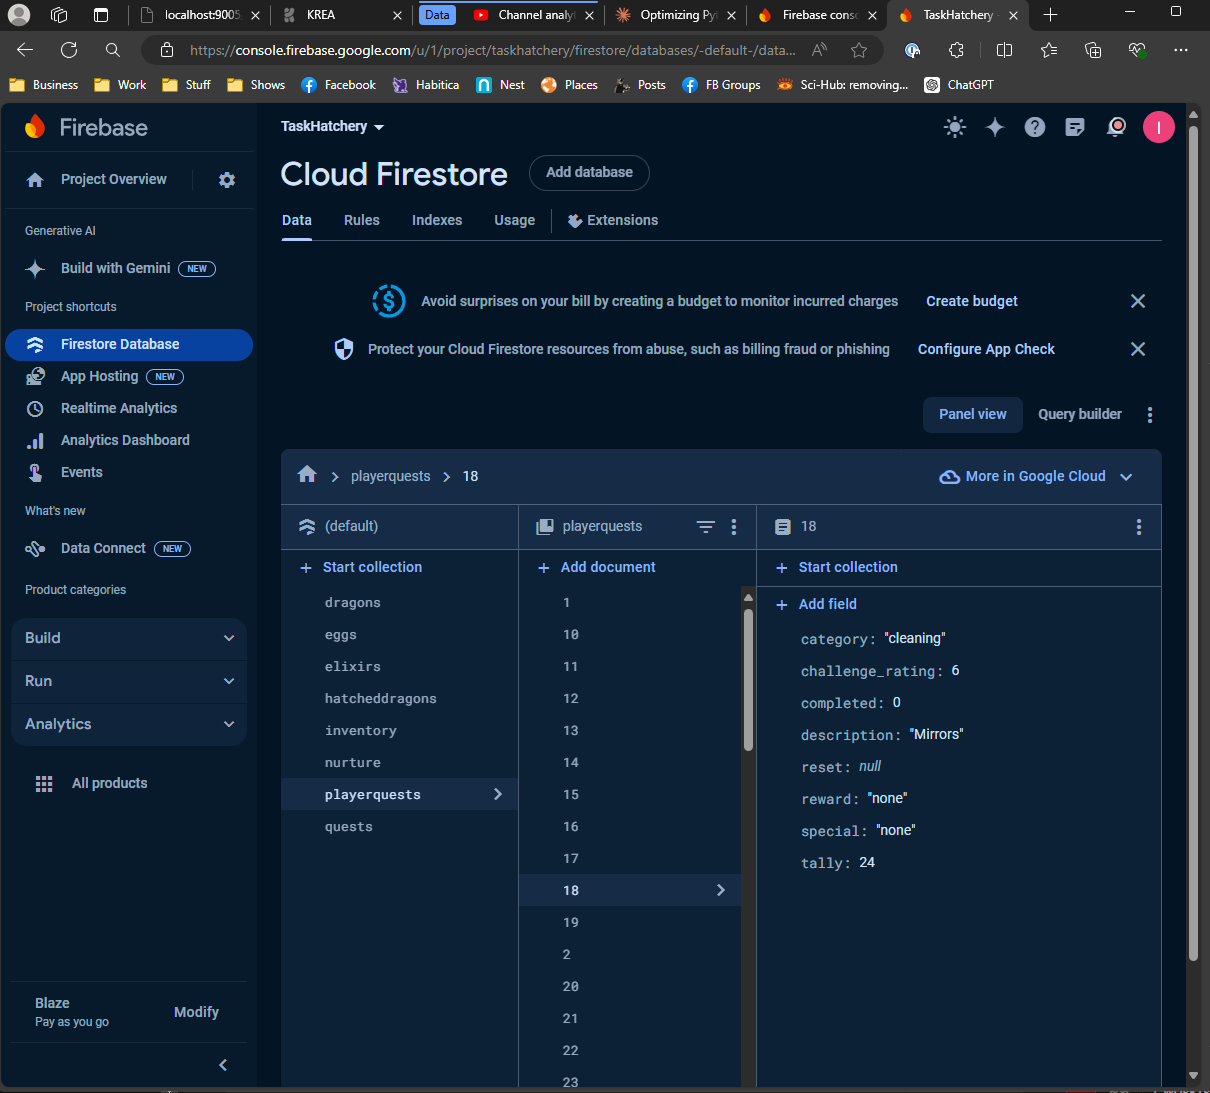 localhost:9005
KREA
Data
Channel analy
Optimizing Py
Firebase cons
TaskHatchery -
https://console.firebase.google.com/u/1/project/taskhatchery/firestore/databases/-default-/data...
Business
Work
Stuff
Shows
Facebook
Habitica
Nest
Places
Posts
FB Groups
Sci-Hub: removing...
ChatGPT
Firebase
Project Overview
Generative AI
Build with Gemini NEW
Project shortcuts
Firestore Database
App Hosting NEW
Realtime Analytics
Analytics Dashboard
Events
What's new
Data Connect NEW
Product categories
Build
Run
Analytics
All products
Blaze
Pay as you go
Modify
TaskHatchery
I
Cloud Firestore
Add database
Data
Rules
Indexes
Usage
Extensions
Avoid surprises on your bill by creating a budget to monitor incurred charges
Create budget
Protect your Cloud Firestore resources from abuse, such as billing fraud or phishing
Configure App Check
Panel view
Query builder
playerquests
18
More in Google Cloud
(default)
Start collection
dragons
eggs
elixirs
hatcheddragons
inventory
nurture
playerquests
quests
playerquests
Add document
1
10
11
12
13
14
15
16
17
18
19
2
20
21
22
23
18
Start collection
Add field
category: "cleaning"
challenge_rating: 6
completed: 0
description: "Mirrors"
reset: null
reward: "none"
special: "none"
tally: 24